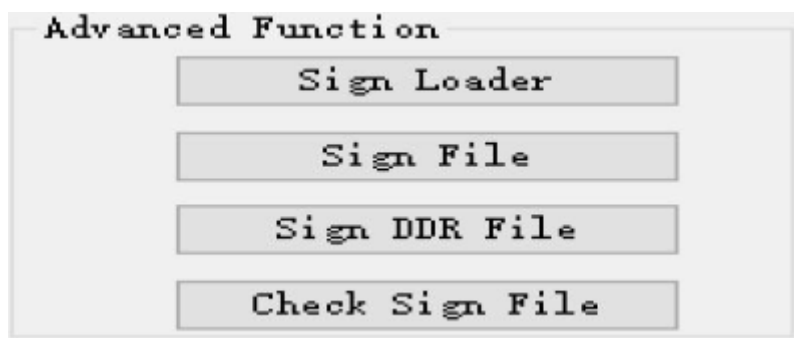 Advanced Function
Sign Loader
Sign File
Sign DDR File
Check Sign File